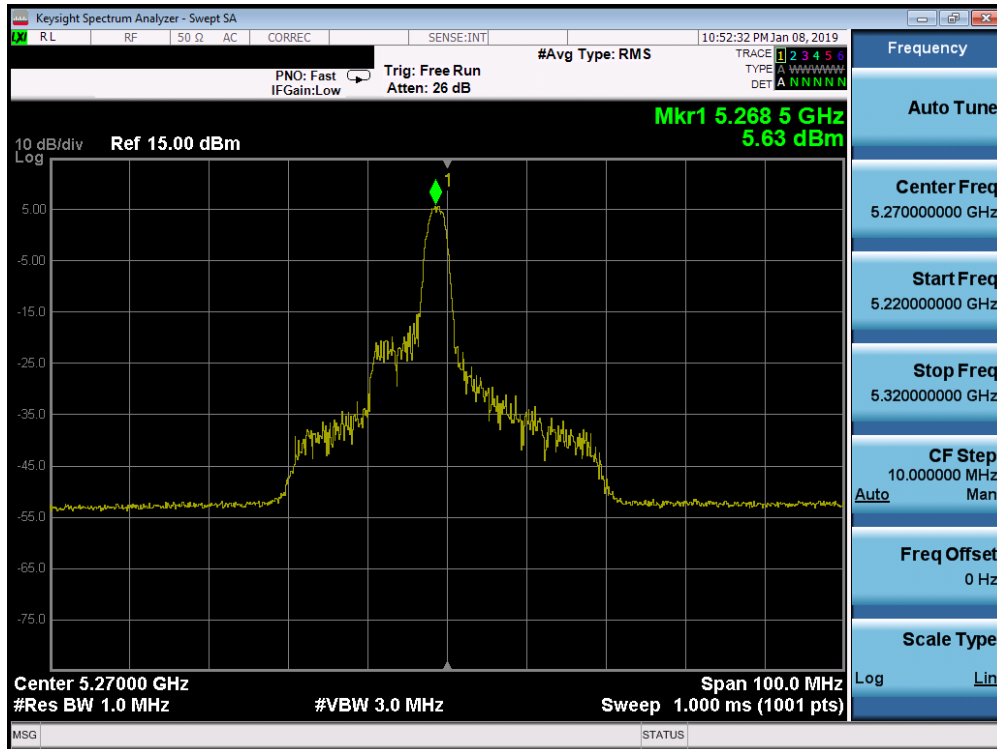 Keysight Spectrum Analyzer - Swept SA
LXI RL RF 50 Ω AC CORREC SENSE:INT 10:52:32 PM Jan 08, 2019
#Avg Type: RMS TRACE 1 2 3 4 5 6
PNO: Fast Trig: Free Run TYPE A WWWWW
IFGain:Low Atten: 26 dB DET A N N N N N
Mkr1 5.268 5 GHz
5.63 dBm
10 dB/div Ref 15.00 dBm
Log
1
5.00
-5.00
-15.0
-25.0
-35.0
-45.0
-55.0
-65.0
-75.0
Center 5.27000 GHz Span 100.0 MHz
#Res BW 1.0 MHz #VBW 3.0 MHz Sweep 1.000 ms (1001 pts)
MSG STATUS
Frequency
Auto Tune
Center Freq
5.270000000 GHz
Start Freq
5.220000000 GHz
Stop Freq
5.320000000 GHz
CF Step
10.000000 MHz
Auto Man
Freq Offset
0 Hz
Scale Type
Log Lin